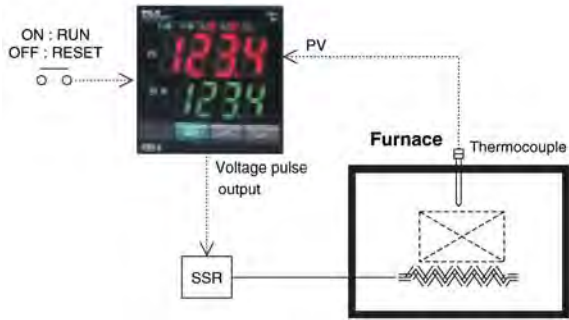 ON : RUN
OFF : RESET
1234
1234
PV
Voltage pulse
output
SSR
Furnace
Thermocouple